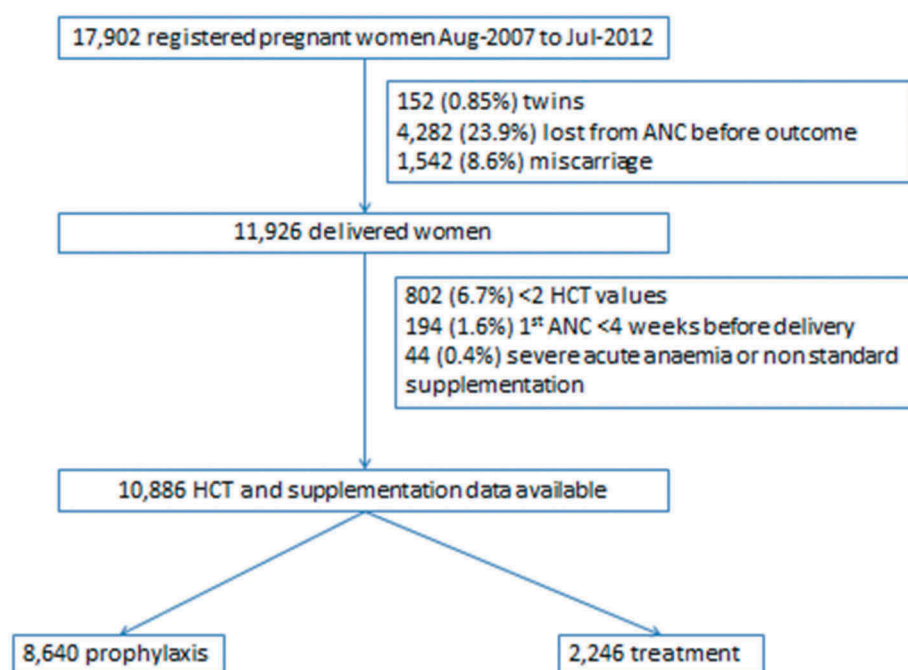 17,902 registered pregnant women Aug-2007 to Jul-2012
152 (0.85%) twins
4,282 (23.9%) lost from ANC before outcome
1,542 (8.6%) miscarriage
11,926 delivered women
802 (6.7%) <2 HCT values
194 (1.6%) 1st ANC <4 weeks before delivery
44 (0.4%) severe acute anaemia or non standard
supplementation
10,886 HCT and supplementation data available
8,640 prophylaxis
2,246 treatment